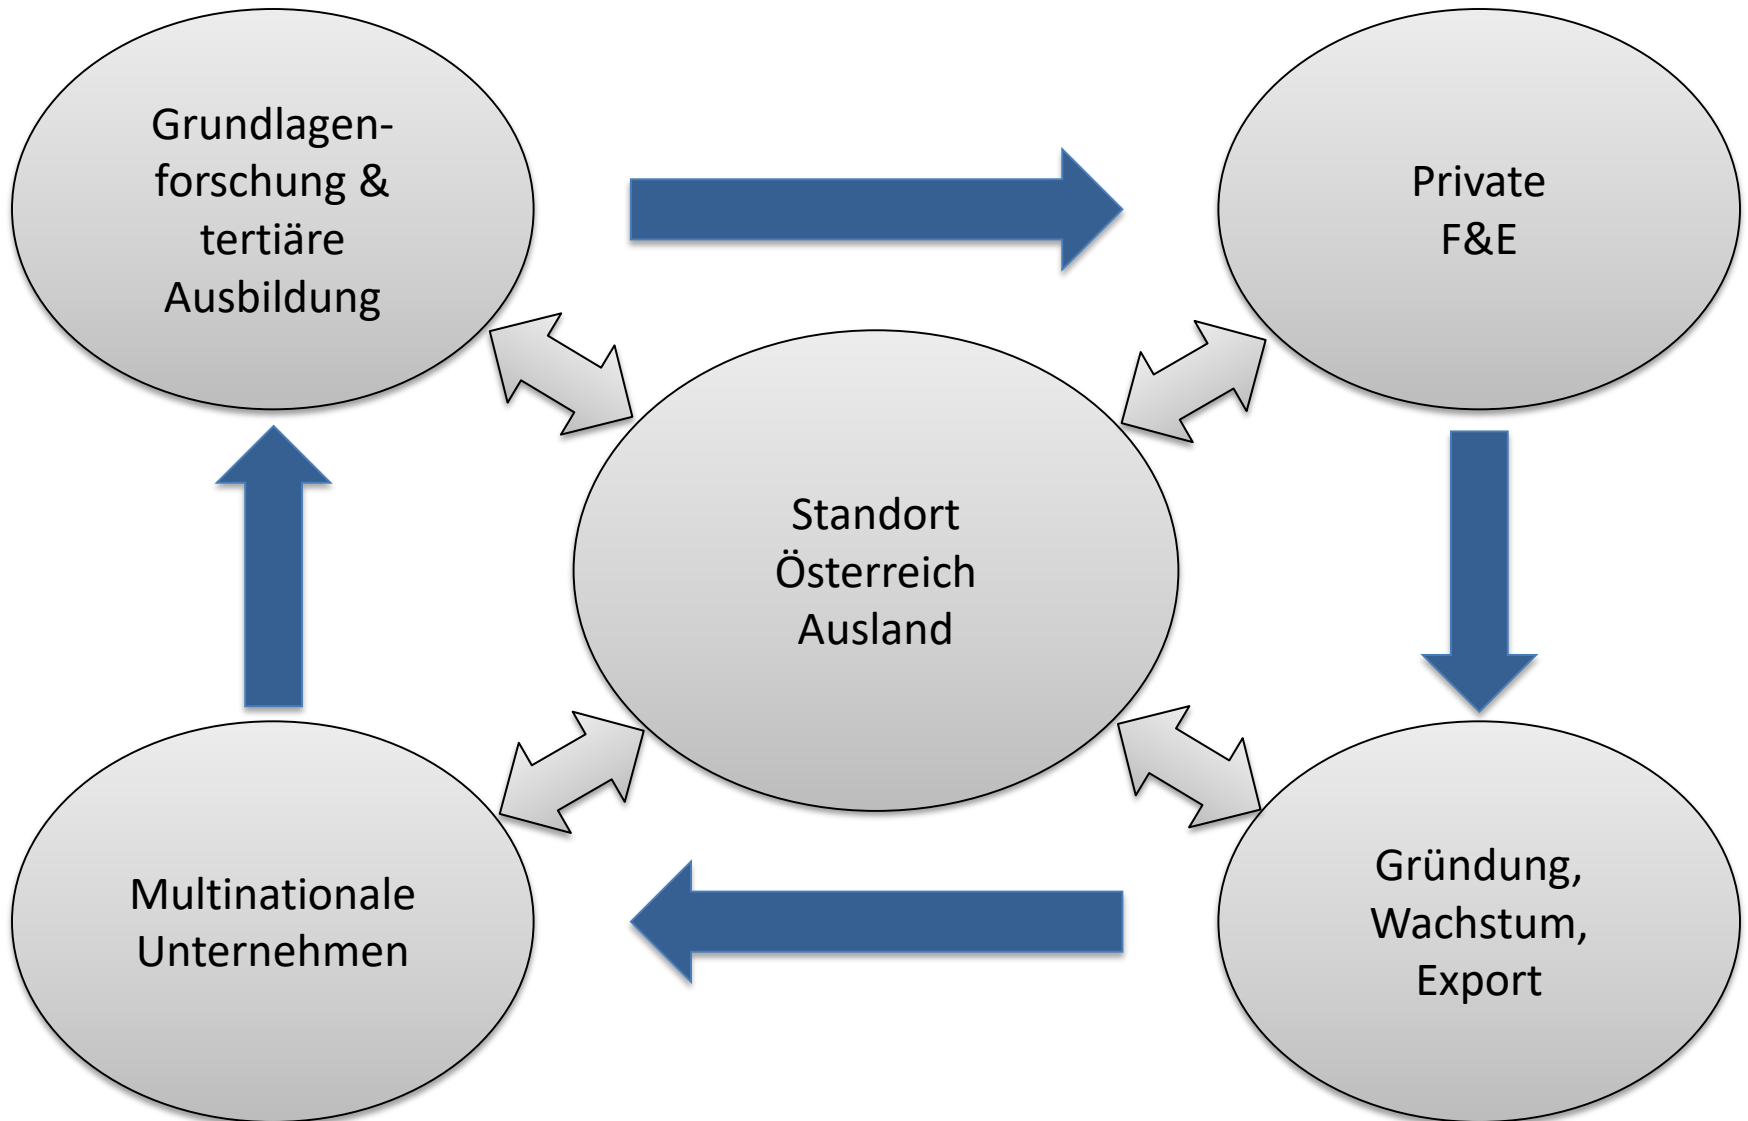 Grundlagen-
forschung &
tertiäre
Ausbildung
Private
F&E
Standort
Österreich
Ausland
Multinationale
Unternehmen
Gründung,
Wachstum,
Export